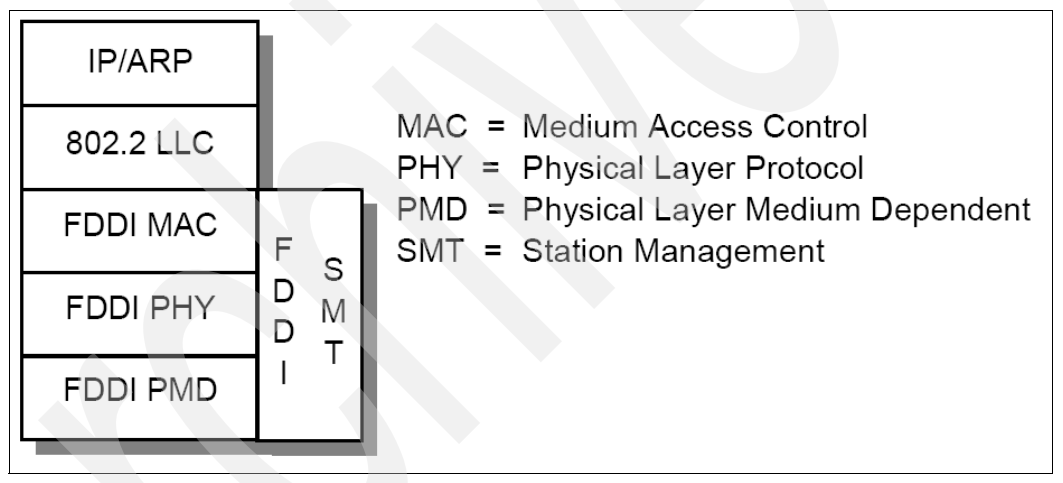 IP/ARP
802.2 LLC
FDDI MAC
FDDI PHY
FDDI PMD
FDDI
SMT
MAC = Medium Access Control
PHY = Physical Layer Protocol
PMD = Physical Layer Medium Dependent
SMT = Station Management